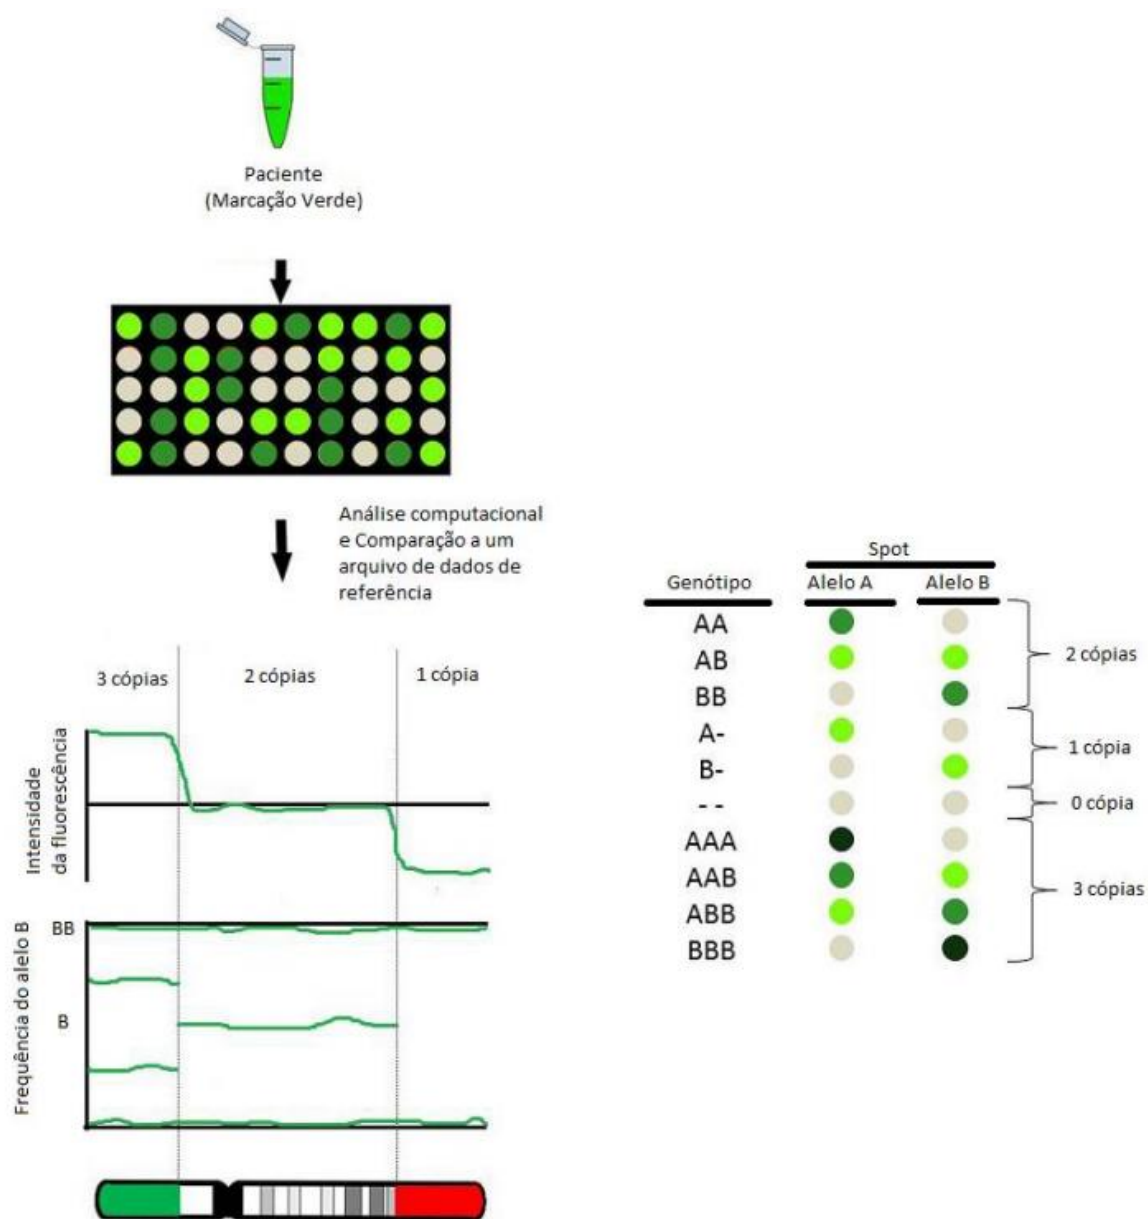 Paciente
(Marcação Verde)
Análise computacional
e Comparação a um
arquivo de dados de
referência
3 cópias
2 cópias
1 cópia
Intensidade
da fluorescência
Frequência do alelo B
BB
B
Spot
Genótipo Alelo A Alelo B
AA
AB
BB
2 cópias
A-
B-
1 cópia
- -
0 cópia
AAA
AAB
ABB
BBB
3 cópias